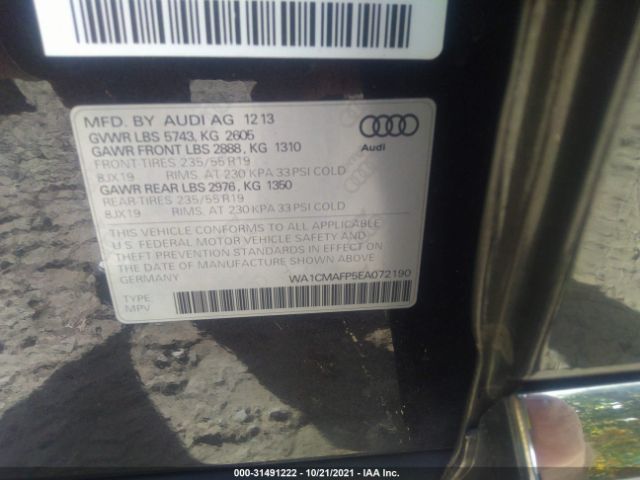 MFD. BY AUDI AG 12 13
GVWR LBS 5743, KG 2605
GAWR FRONT LBS 2888, KG 1310
FRONT TIRES 235/55 R19
8JX19 RIMS. AT 230 KPA 33 PSI COLD
GAWR REAR LBS 2976, KG 1350
REAR TIRES 235/55 R19
8JX19 RIMS. AT 230 KPA 33 PSI COLD
Audi
THIS VEHICLE CONFORMS TO ALL APPLICABLE
U.S. FEDERAL MOTOR VEHICLE SAFETY AND
THEFT PREVENTION STANDARDS IN EFFECT ON
THE DATE OF MANUFACTURE SHOWN ABOVE
GERMANY WA1CMAFP5EA072190
TYPE:
MPV
000-31491222 - 10/21/2021 - IAA Inc.